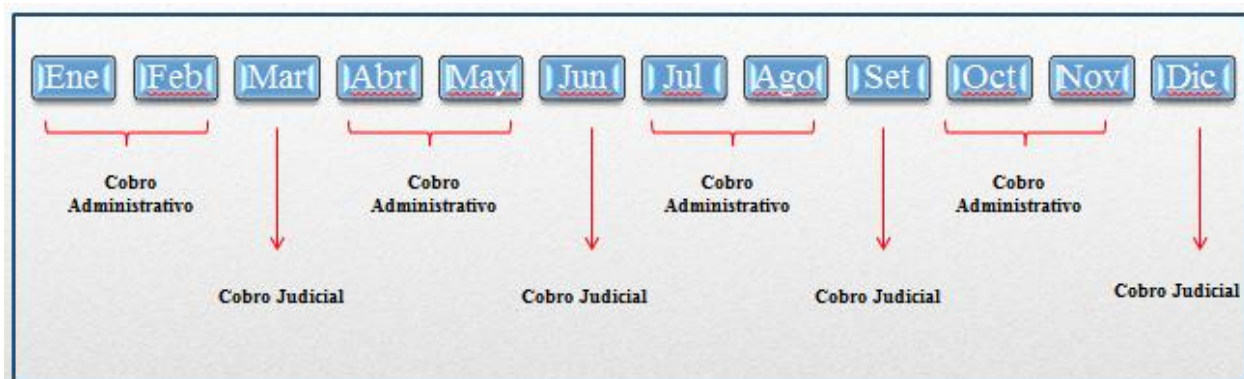 Ene Feb Mar Abr May Jun Jul Ago Set Oct Nov Dic
Cobro
Administrativo
Cobro
Administrativo
Cobro
Administrativo
Cobro
Administrativo
Cobro Judicial
Cobro Judicial
Cobro Judicial
Cobro Judicial